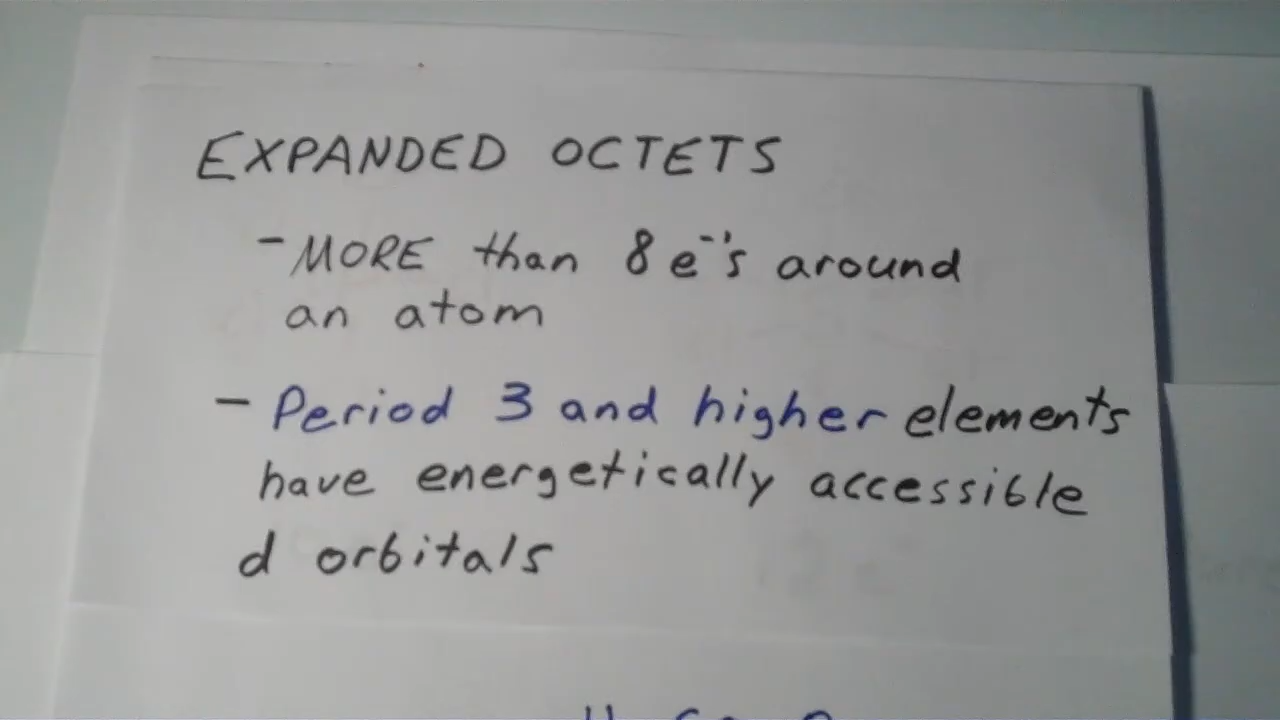 EXPANDED OCTETS
- MORE than 8 e⁻'s around
an atom
- Period 3 and higher elements
have energetically accessible
d orbitals